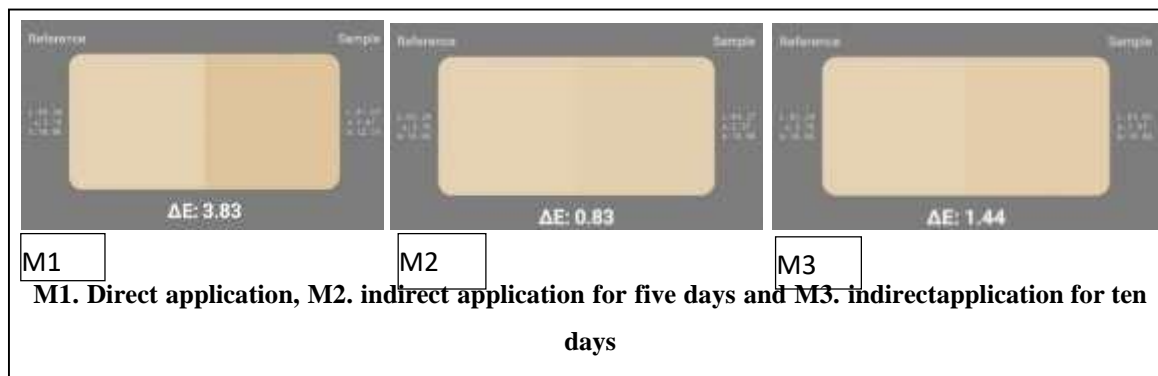 Reference Sample
ΔE: 3.83
M1
Reference Sample
ΔE: 0.83
M2
Reference Sample
ΔE: 1.44
M3
M1. Direct application, M2. indirect application for five days and M3. indirectapplication for ten
days